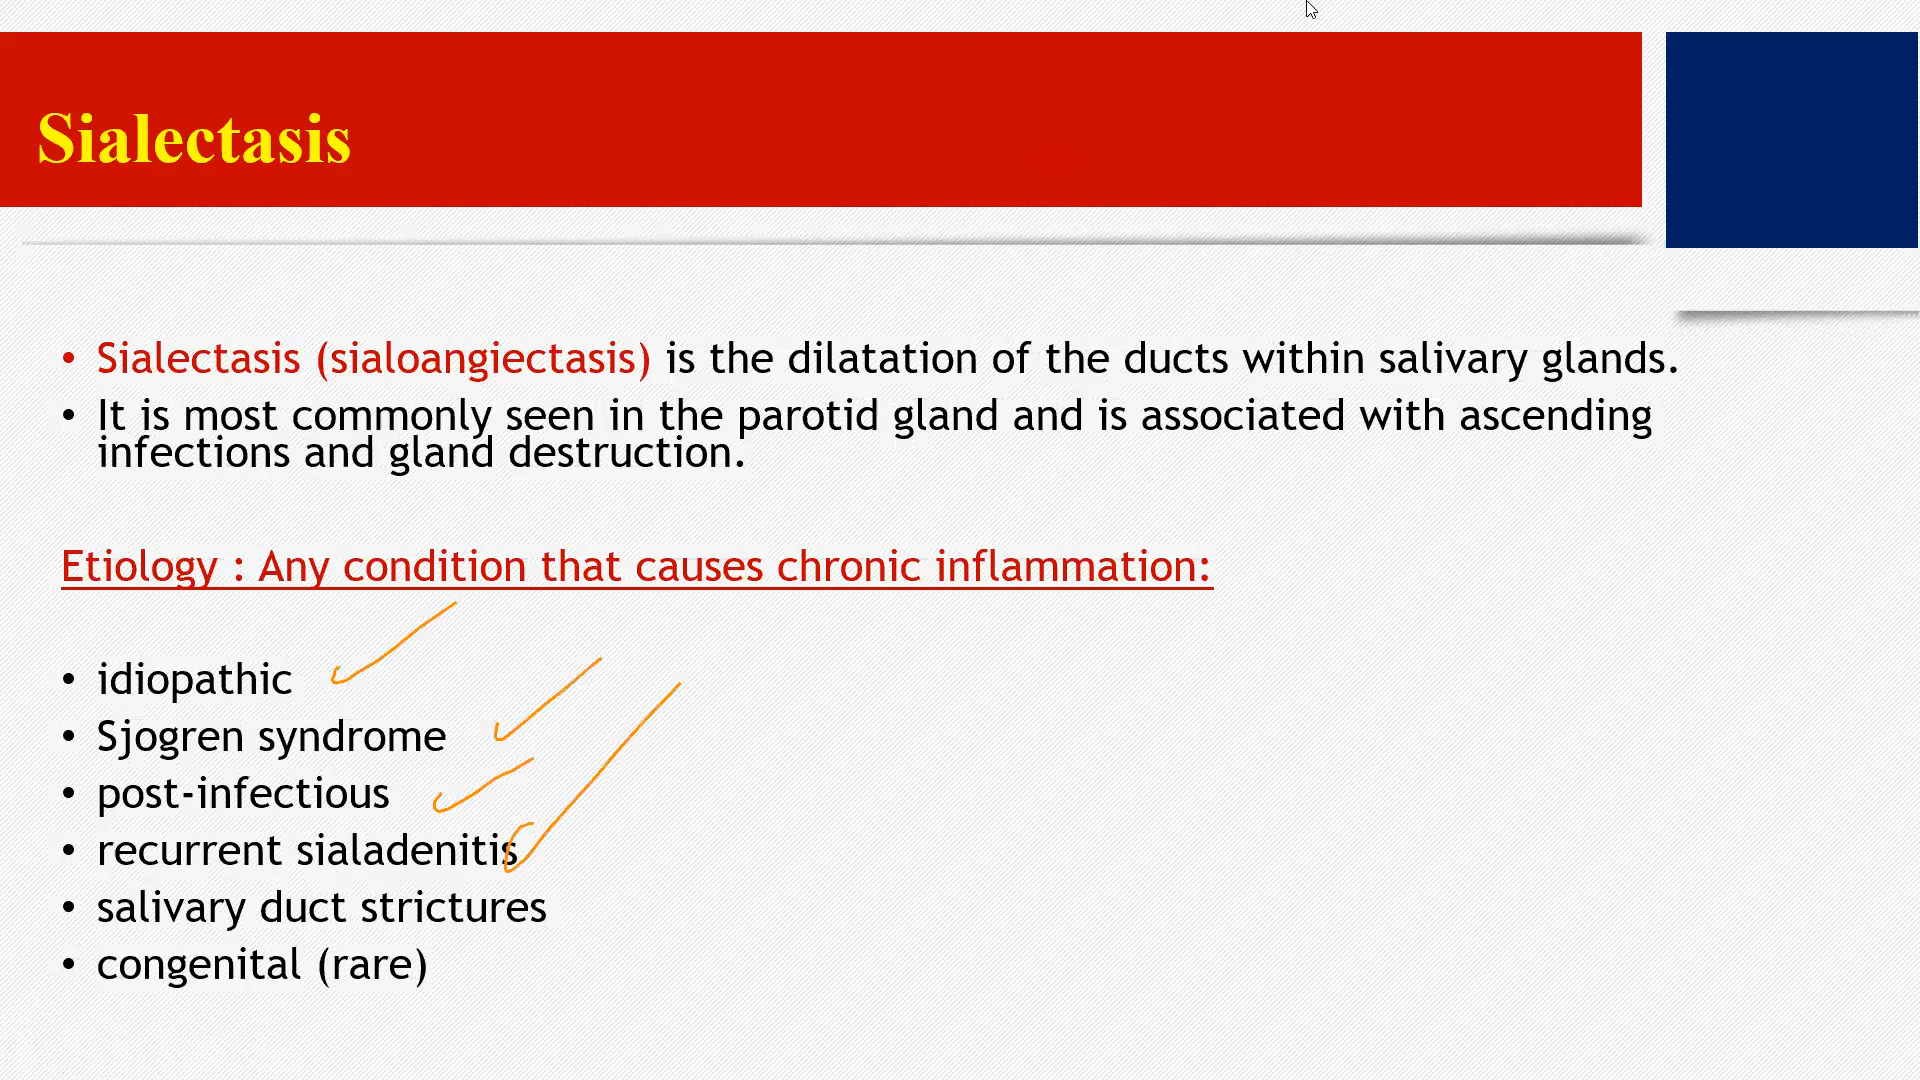 Sialectasis
• Sialectasis (sialoangiectasis) is the dilatation of the ducts within salivary glands.
• It is most commonly seen in the parotid gland and is associated with ascending
infections and gland destruction.
Etiology : Any condition that causes chronic inflammation:
• idiopathic
• Sjogren syndrome
• post-infectious
• recurrent sialadenitis
• salivary duct strictures
• congenital (rare)